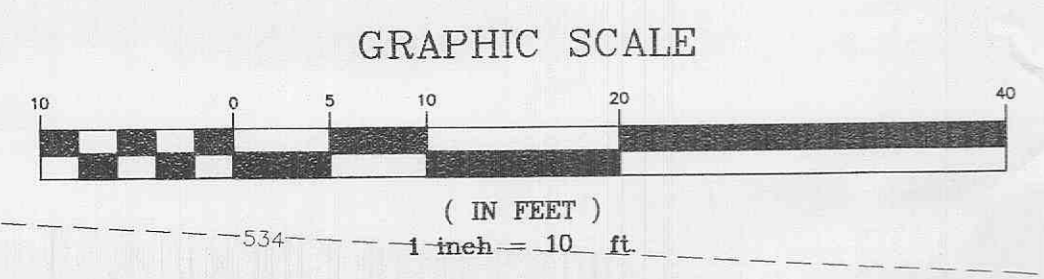 GRAPHIC SCALE
10 0 5 10 20 40
( IN FEET )
534
1 inch = 10 ft.